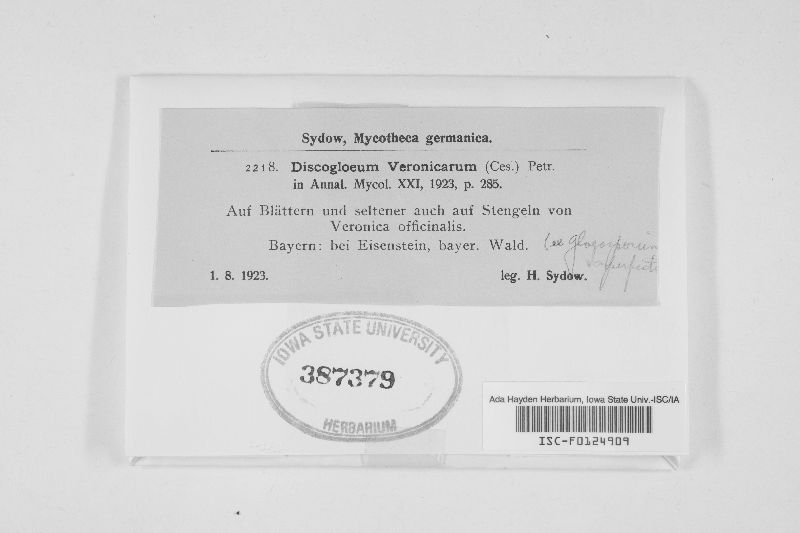 Sydow, Mycotheca germanica.
2218. Discogloeum Veronicarum (Ces.) Petr.
in Annal. Mycol. XXI, 1923, p. 285.
Auf Blättern und seltener auch auf Stengeln von
Veronica officinalis.
Bayern: bei Eisenstein, bayer. Wald.
1. 8. 1923. leg. H. Sydow.
IOWA STATE UNIVERSITY
387379
HERBARIUM
Ada Hayden Herbarium, Iowa State Univ.-ISC/IA
ISC-F0124909